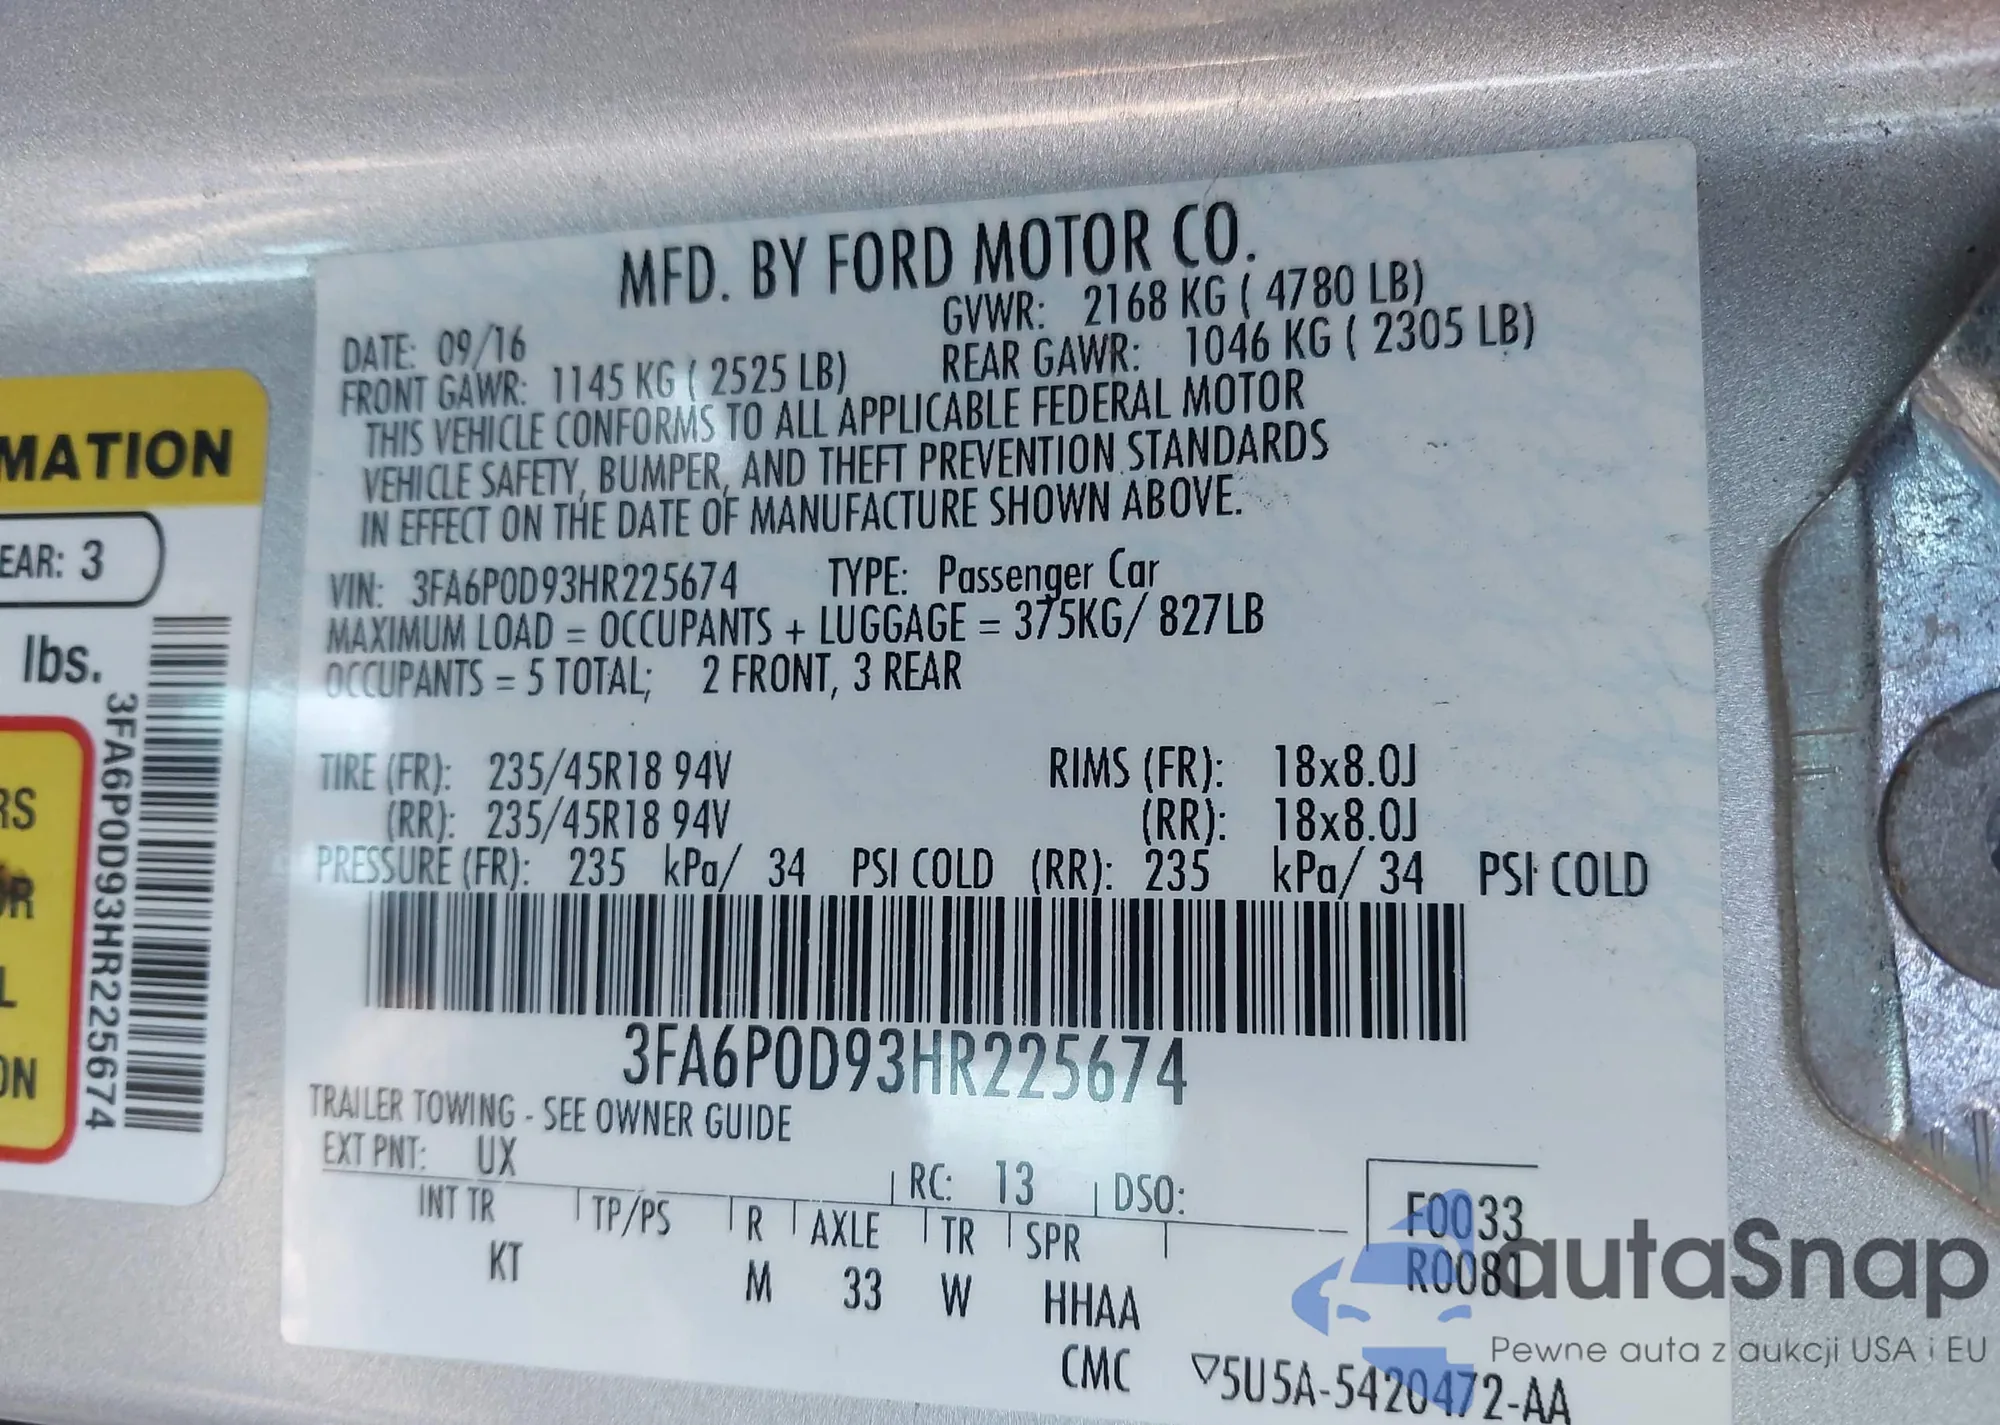 MFD. BY FORD MOTOR CO.
DATE: 09/16 GVWR: 2168 KG ( 4780 LB)
FRONT GAWR: 1145 KG ( 2525 LB) REAR GAWR: 1046 KG ( 2305 LB)
THIS VEHICLE CONFORMS TO ALL APPLICABLE FEDERAL MOTOR
VEHICLE SAFETY, BUMPER, AND THEFT PREVENTION STANDARDS
IN EFFECT ON THE DATE OF MANUFACTURE SHOWN ABOVE.
VIN: 3FA6P0D93HR225674 TYPE: Passenger Car
MAXIMUM LOAD = OCCUPANTS + LUGGAGE = 375KG/ 827LB
OCCUPANTS = 5 TOTAL; 2 FRONT, 3 REAR
TIRE (FR): 235/45R18 94V RIMS (FR): 18x8.0J
(RR): 235/45R18 94V (RR): 18x8.0J
PRESSURE (FR): 235 kPa/ 34 PSI COLD (RR): 235 kPa/ 34 PSI COLD
3FA6P0D93HR225674
TRAILER TOWING - SEE OWNER GUIDE
EXT PNT: UX RC: 13 DSO:
INT TR TP/PS R AXLE TR SPR
KT M 33 W HHAA
F0033
R0081
CMC ▽5U5A-5420472-AA
MATION
EAR: 3
lbs.
3FA6P0D93HR225674
RS
OR
L
ON
autaSnap
Pewne auta z aukcji USA i EU